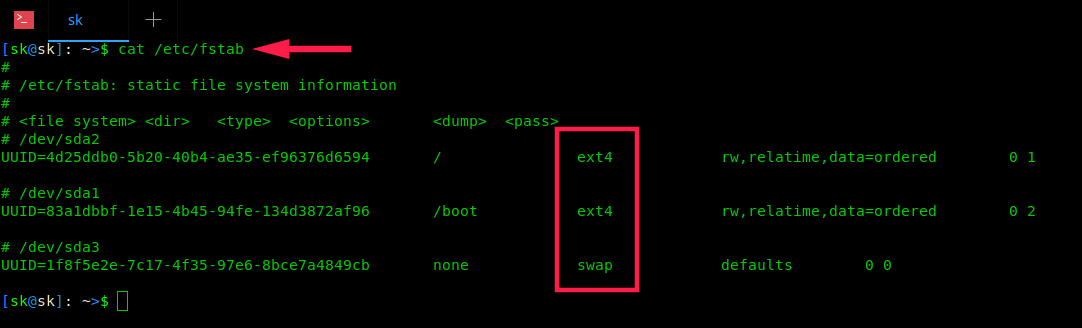 sk
[sk@sk]: ~>$ cat /etc/fstab
#
# /etc/fstab: static file system information
#
# <file system> <dir>   <type>  <options>       <dump>  <pass>
# /dev/sda2
UUID=4d25ddb0-5b20-40b4-ae35-ef96376d6594       /               ext4            rw,relatime,data=ordered        0 1
# /dev/sda1
UUID=83a1dbbf-1e15-4b45-94fe-134d3872af96       /boot           ext4            rw,relatime,data=ordered        0 2
# /dev/sda3
UUID=1f8f5e2e-7c17-4f35-97e6-8bce7a4849cb       none            swap            defaults        0 0
[sk@sk]: ~>$